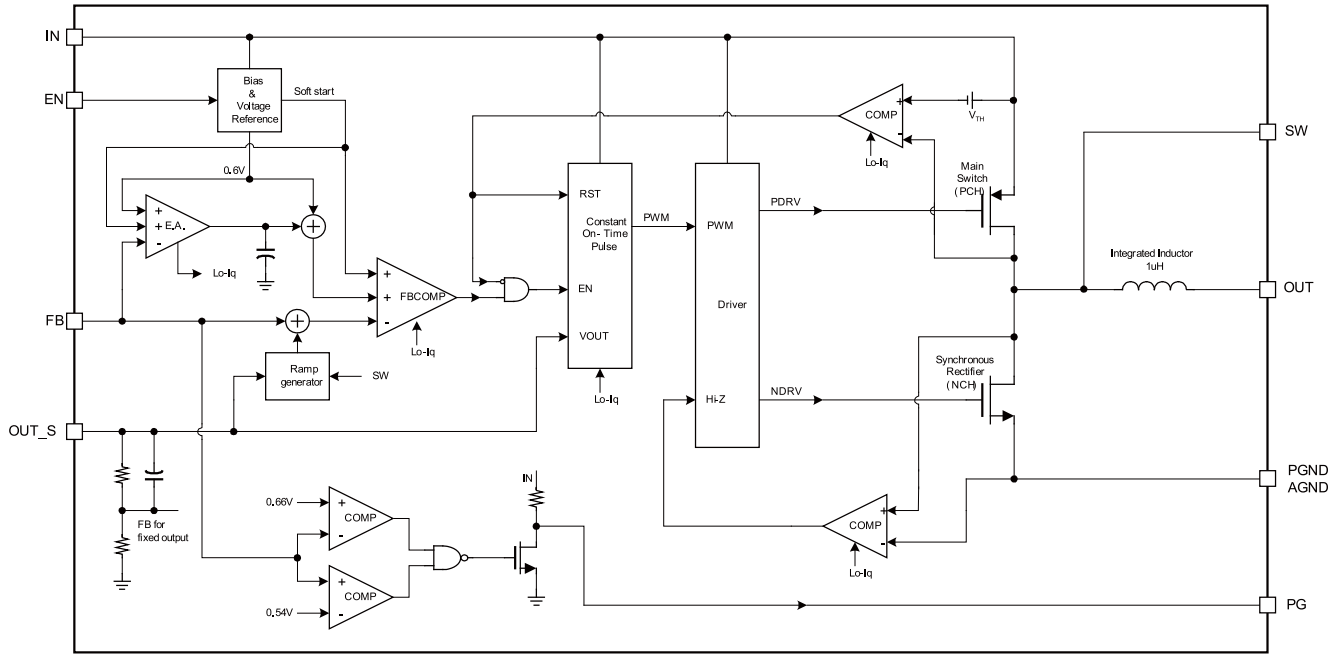 IN
EN
Bias
&
Voltage
Reference
Soft start
0.6V
+
+ E.A.
-
Lo-Iq
+
+
+ FBCOMP
-
Lo-Iq
FB
+
Ramp
generator
SW
OUT_S
FB for
fixed output
RST
Constant
On- Time
Pulse
EN
VOUT
Lo-Iq
PWM
PWM
Driver
Hi-Z
PDRV
NDRV
+
COMP
-
Lo-Iq
VTH
Main
Switch
(PCH)
Synchronous
Rectifier
(NCH)
Integrated Inductor
1uH
SW
OUT
PGND
AGND
+
COMP
-
Lo-Iq
0.66V
+
COMP
-
+
COMP
0.54V
-
IN
PG